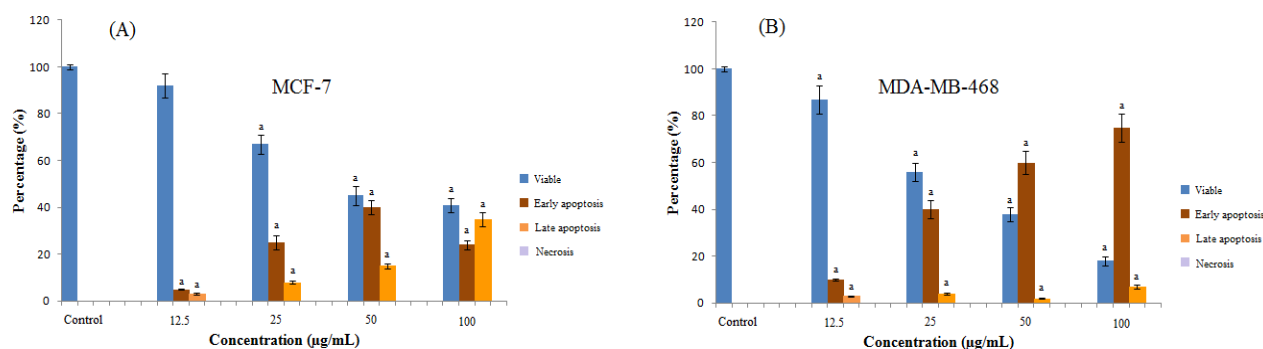 (A)
MCF-7
Percentage (%)
120
100
80
60
40
20
0
a
a
a
a
a
a
a
a
a
a
a
Control
12.5
25
50
100
Concentration (µg/mL)
Viable
Early apoptosis
Late apoptosis
Necrosis
(B)
MDA-MB-468
Percentage (%)
120
100
80
60
40
20
0
a
a
a
a
a
a
a
a
a
a
a
a
Control
12.5
25
50
100
Concentration (µg/mL)
Viable
Early apoptosis
Late apoptosis
Necrosis